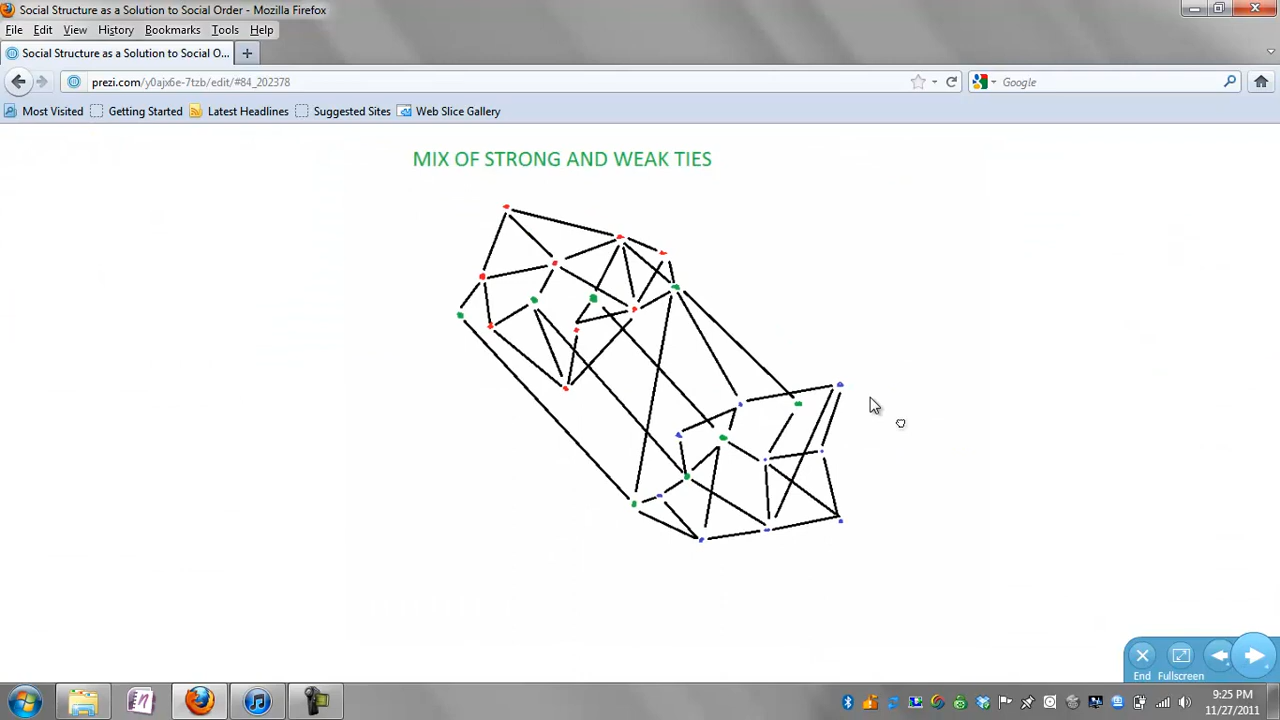 Social Structure as a Solution to Social Order - Mozilla Firefox
File Edit View History Bookmarks Tools Help
Social Structure as a Solution to Social O... +
prezi.com/y0ajx6e-7tzb/edit/#84_202378 Google
Most Visited Getting Started Latest Headlines Suggested Sites Web Slice Gallery
MIX OF STRONG AND WEAK TIES
End Fullscreen
9:25 PM
11/27/2011